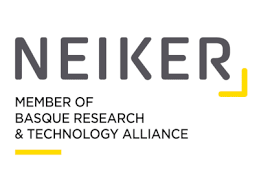 NEIKER
MEMBER OF
BASQUE RESEARCH
& TECHNOLOGY ALLIANCE